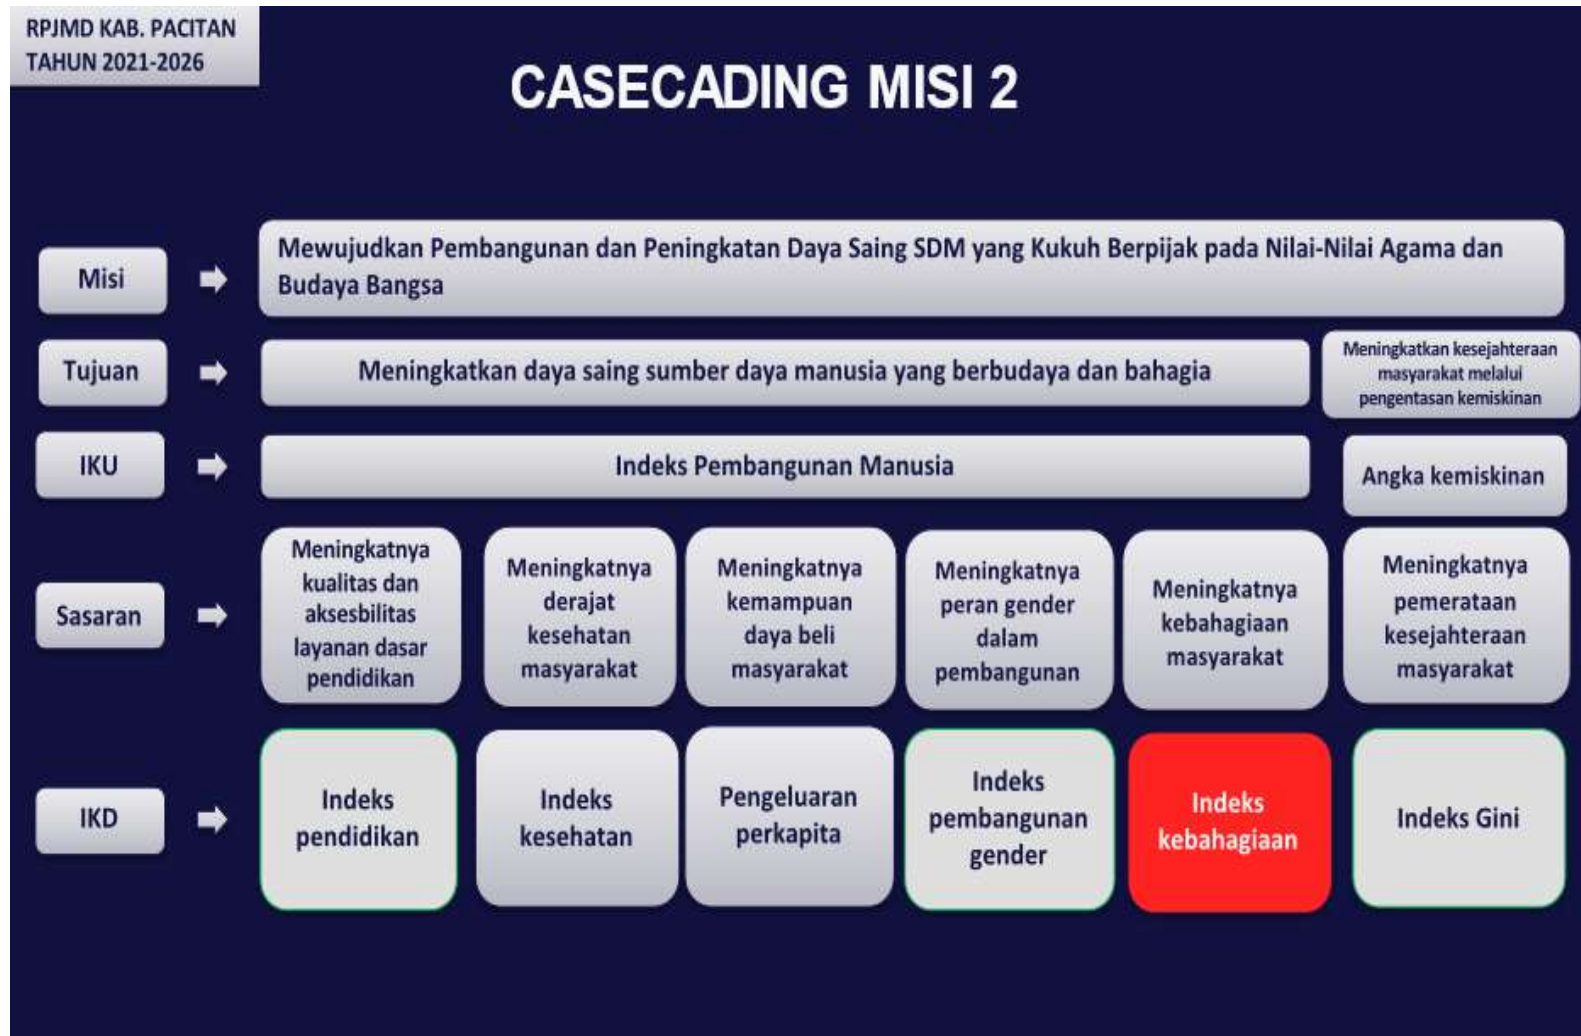 RPJMD KAB. PACITAN
TAHUN 2021-2026
CASECADING MISI 2
Misi
Mewujudkan Pembangunan dan Peningkatan Daya Saing SDM yang Kukuh Berpijak pada Nilai-Nilai Agama dan
Budaya Bangsa
Tujuan
Meningkatkan daya saing sumber daya manusia yang berbudaya dan bahagia
Meningkatkan kesejahteraan
masyarakat melalui
pengentasan kemiskinan
IKU
Indeks Pembangunan Manusia
Angka kemiskinan
Sasaran
Meningkatnya
kualitas dan
aksesbilitas
layanan dasar
pendidikan
Meningkatnya
derajat
kesehatan
masyarakat
Meningkatnya
kemampuan
daya beli
masyarakat
Meningkatnya
peran gender
dalam
pembangunan
Meningkatnya
kebahagiaan
masyarakat
Meningkatnya
pemerataan
kesejahteraan
masyarakat
IKD
Indeks
pendidikan
Indeks
kesehatan
Pengeluaran
perkapita
Indeks
pembangunan
gender
Indeks
kebahagiaan
Indeks Gini